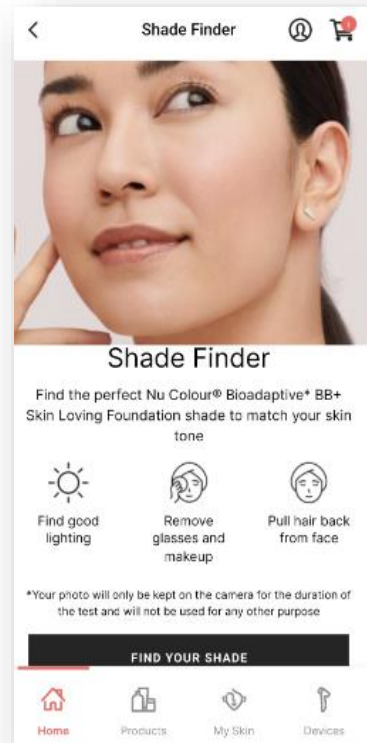 Shade Finder
1
Shade Finder
Find the perfect Nu Colour® Bioadaptive* BB+
Skin Loving Foundation shade to match your skin
tone
Find good
lighting
Remove
glasses and
makeup
Pull hair back
from face
*Your photo will only be kept on the camera for the duration of
the test and will not be used for any other purpose
FIND YOUR SHADE
Home
Products
My Skin
Devices